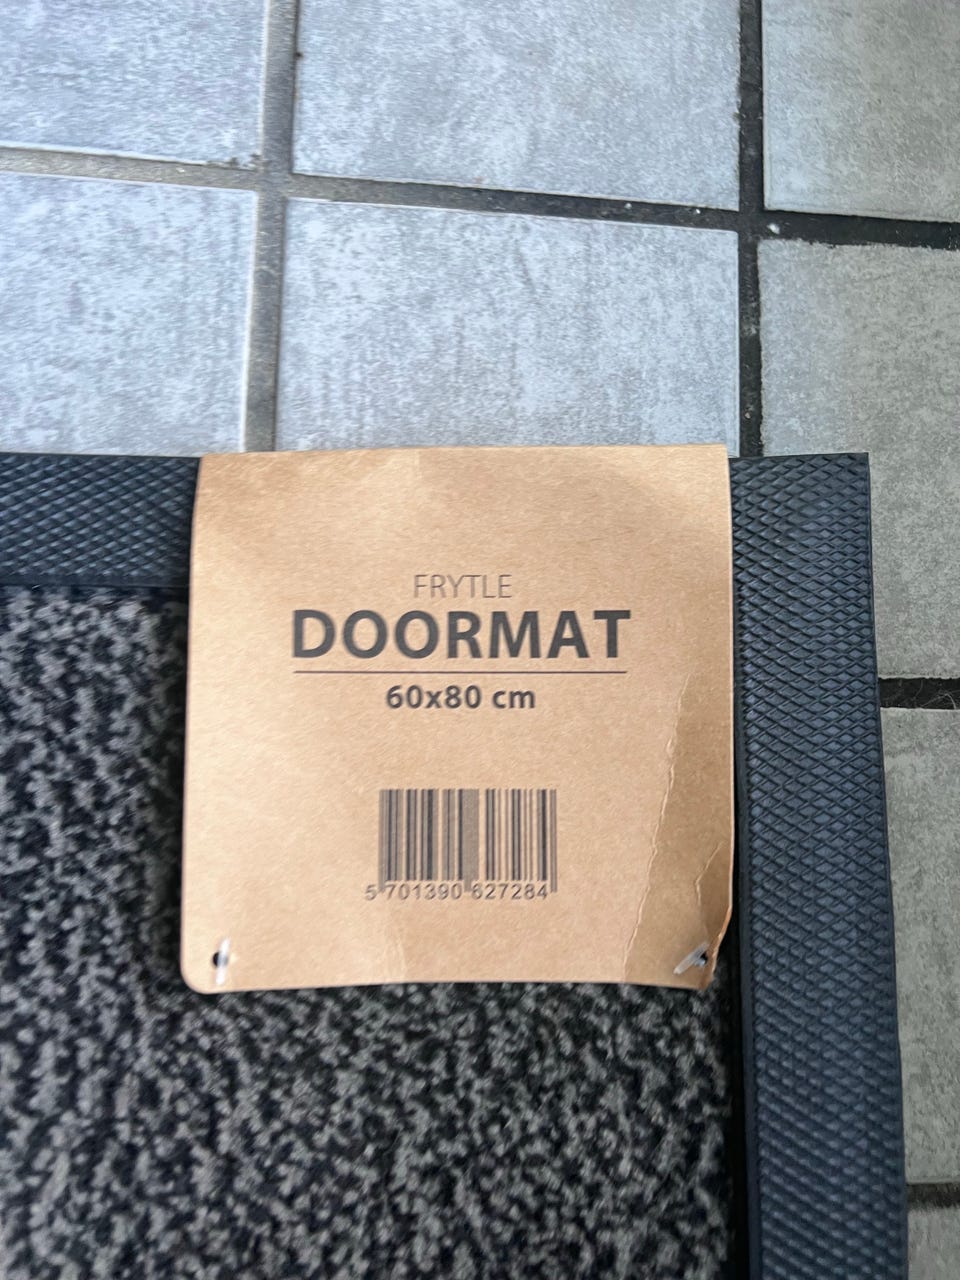 FRYTLE
DOORMAT
60x80 cm
5 701390 627284